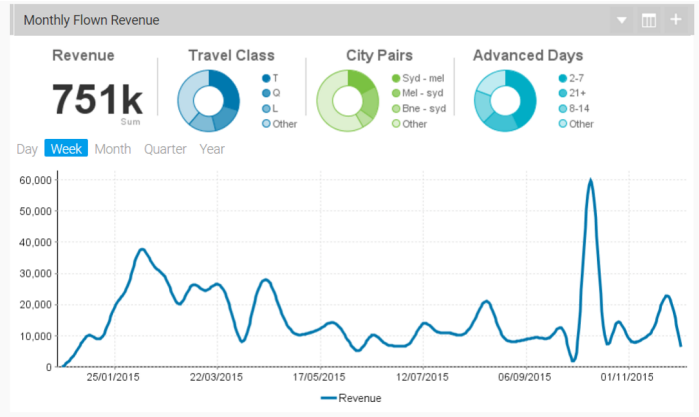 Monthly Flown Revenue
Revenue
751k
Sum
Travel Class
T
Q
L
Other
City Pairs
Syd - mel
Mel - syd
Bne - syd
Other
Advanced Days
2-7
21+
8-14
Other
Day Week Month Quarter Year
60,000
50,000
40,000
30,000
20,000
10,000
0
25/01/2015 22/03/2015 17/05/2015 12/07/2015 06/09/2015 01/11/2015
Revenue